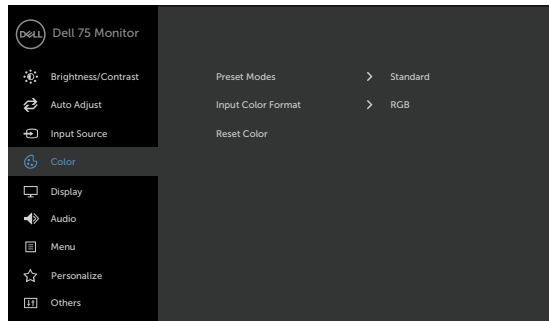 DELL Dell 75 Monitor
Brightness/Contrast
Preset Modes > Standard
Auto Adjust
Input Color Format > RGB
Input Source
Reset Color
Color
Display
Audio
Menu
Personalize
Others